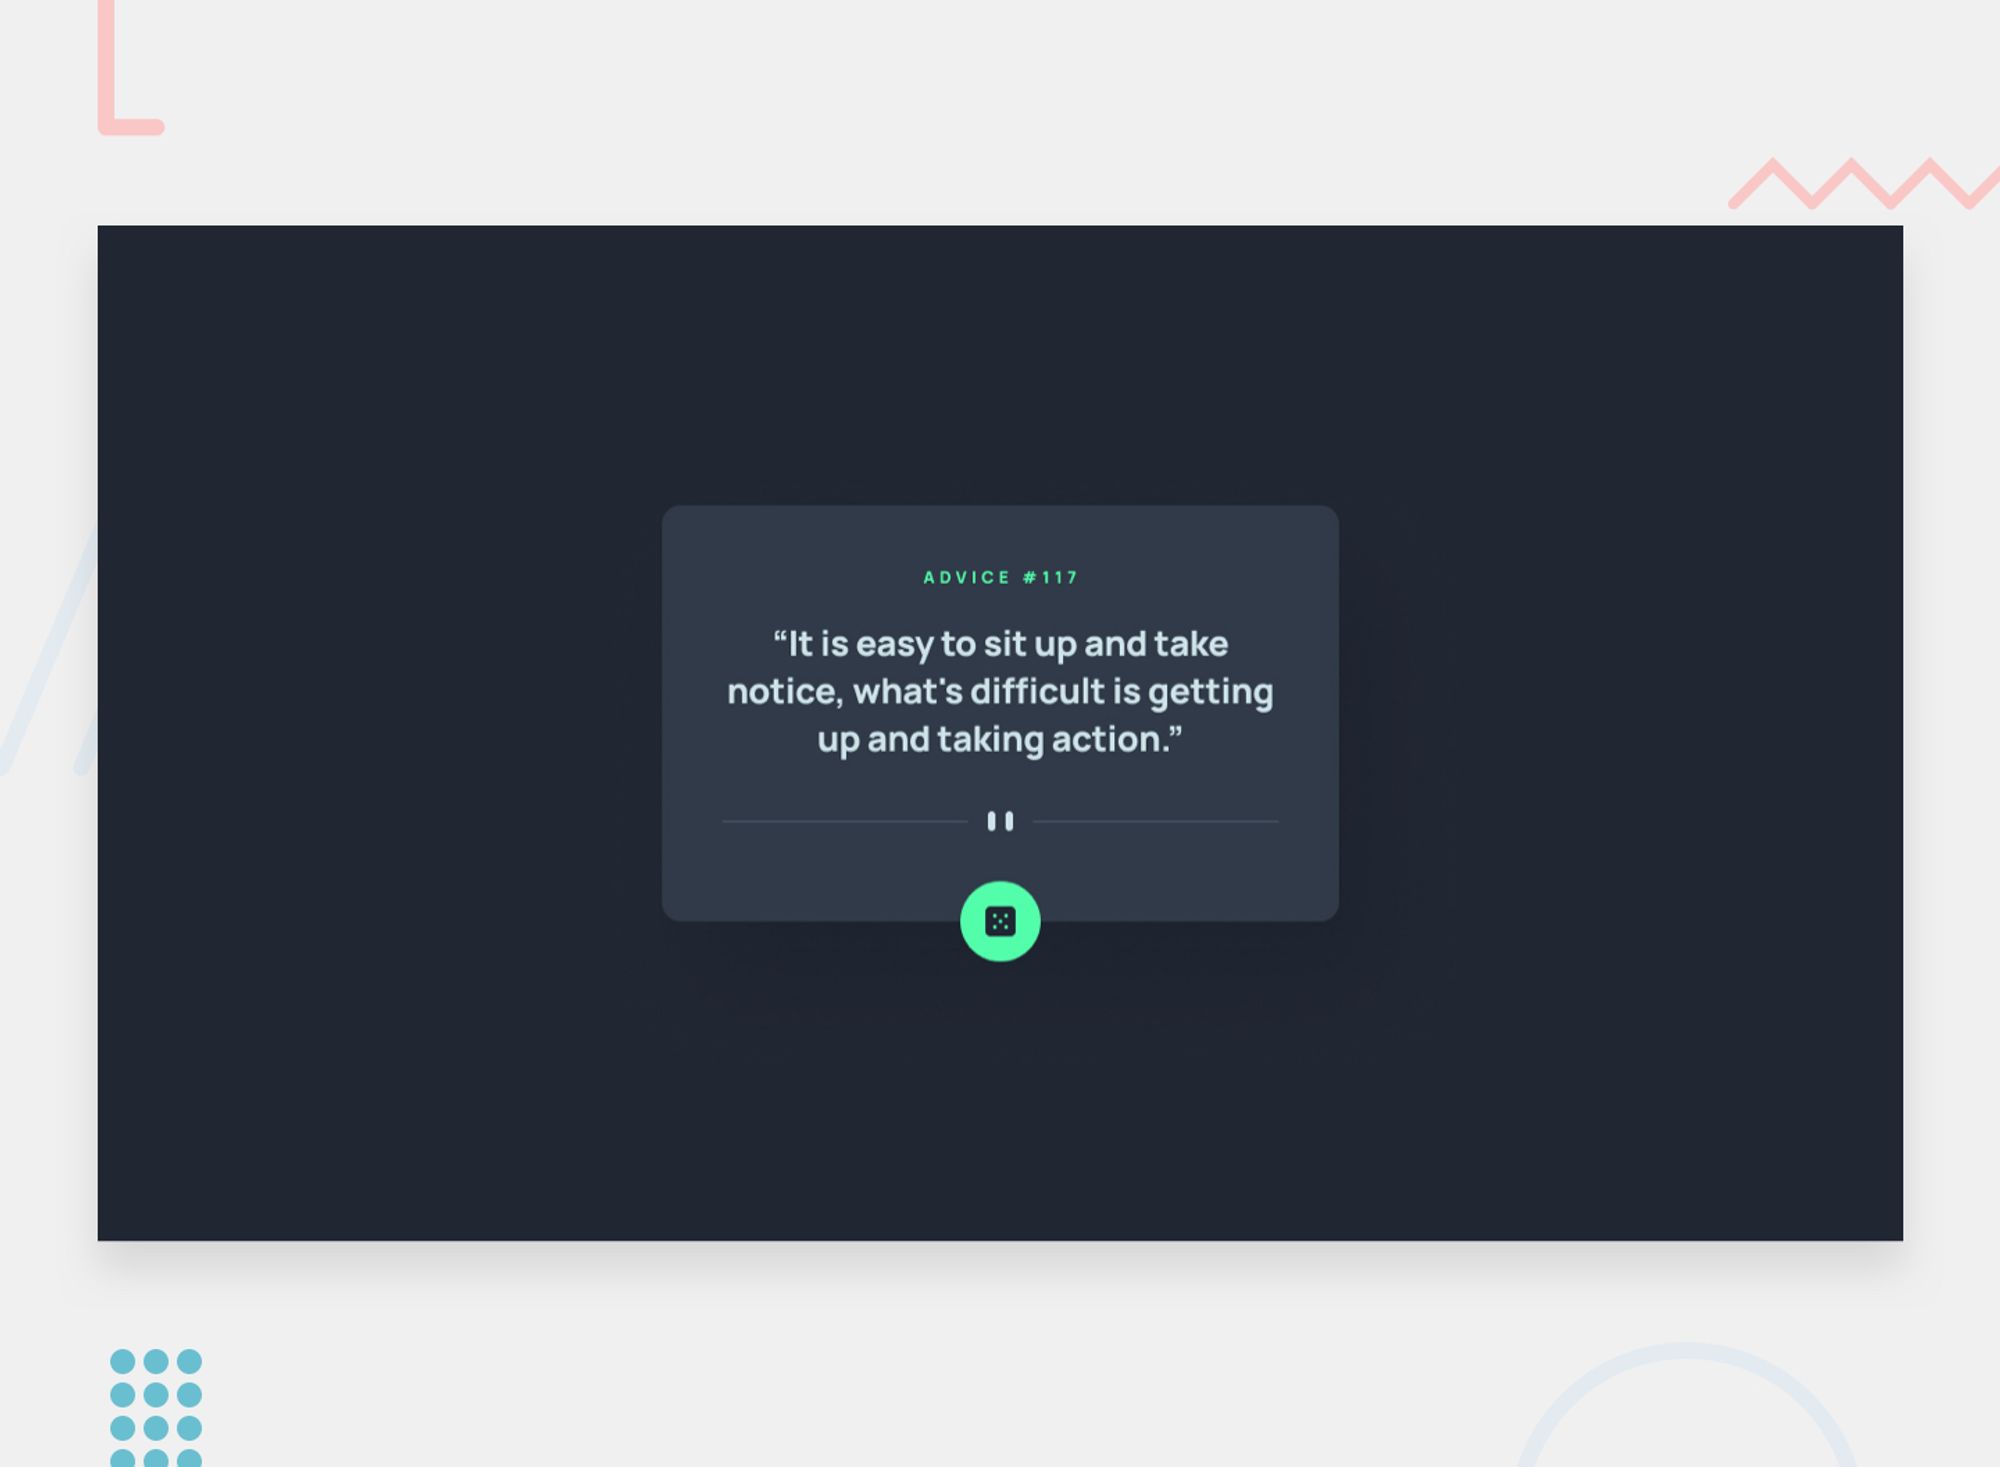 ADVICE #117
“It is easy to sit up and take
notice, what's difficult is getting
up and taking action.”